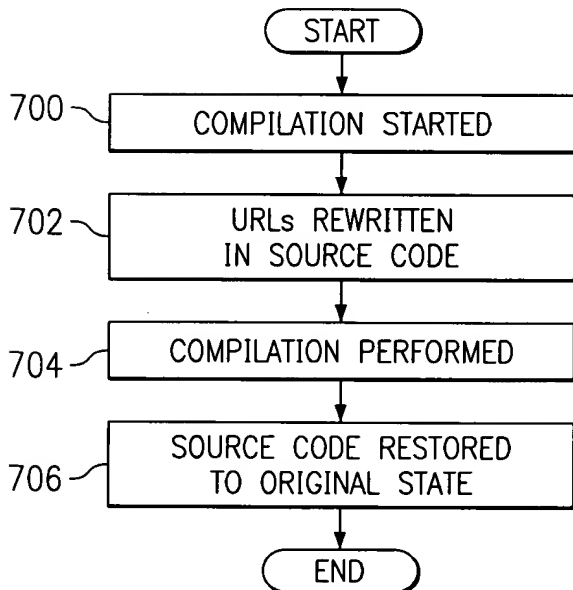 START
700
COMPILATION STARTED
702
URLs REWRITTEN
IN SOURCE CODE
704
COMPILATION PERFORMED
706
SOURCE CODE RESTORED
TO ORIGINAL STATE
END